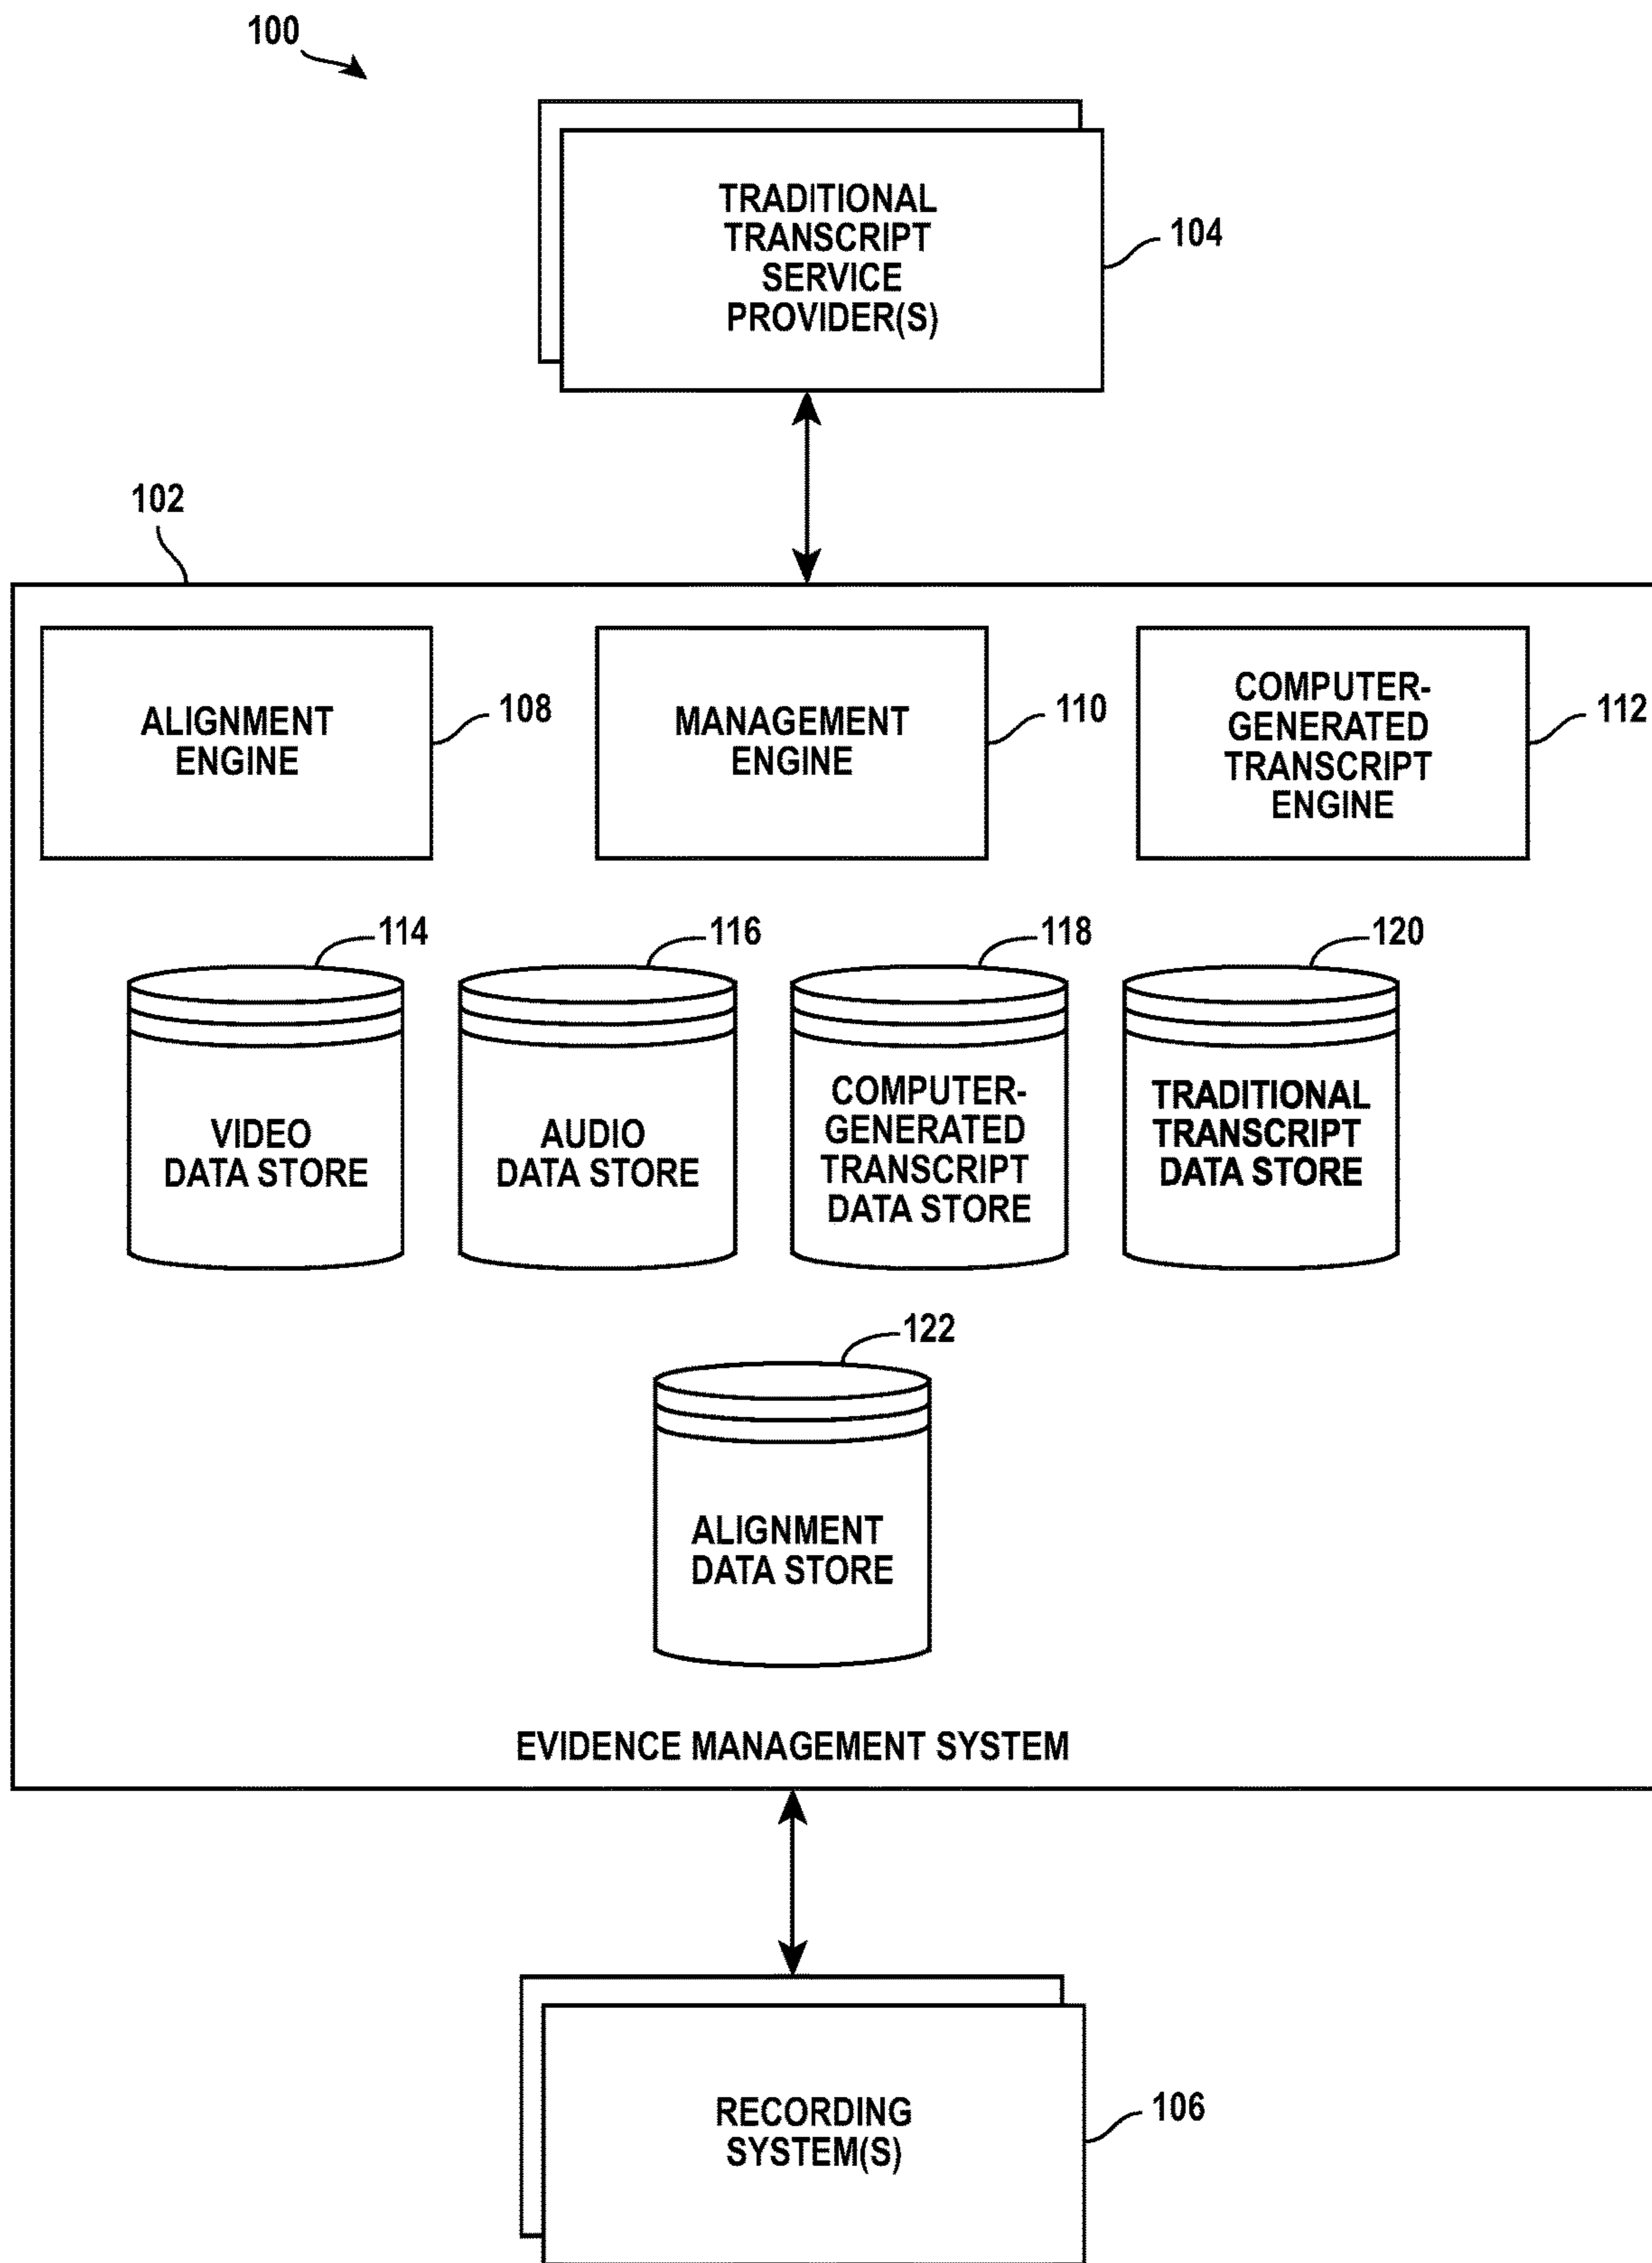 100
TRADITIONAL
TRANSCRIPT
SERVICE
PROVIDER(S)
104
102
ALIGNMENT
ENGINE
108
MANAGEMENT
ENGINE
110
COMPUTER-
GENERATED
TRANSCRIPT
ENGINE
112
114
VIDEO
DATA STORE
116
AUDIO
DATA STORE
118
COMPUTER-
GENERATED
TRANSCRIPT
DATA STORE
120
TRADITIONAL
TRANSCRIPT
DATA STORE
122
ALIGNMENT
DATA STORE
EVIDENCE MANAGEMENT SYSTEM
RECORDING
SYSTEM(S)
106